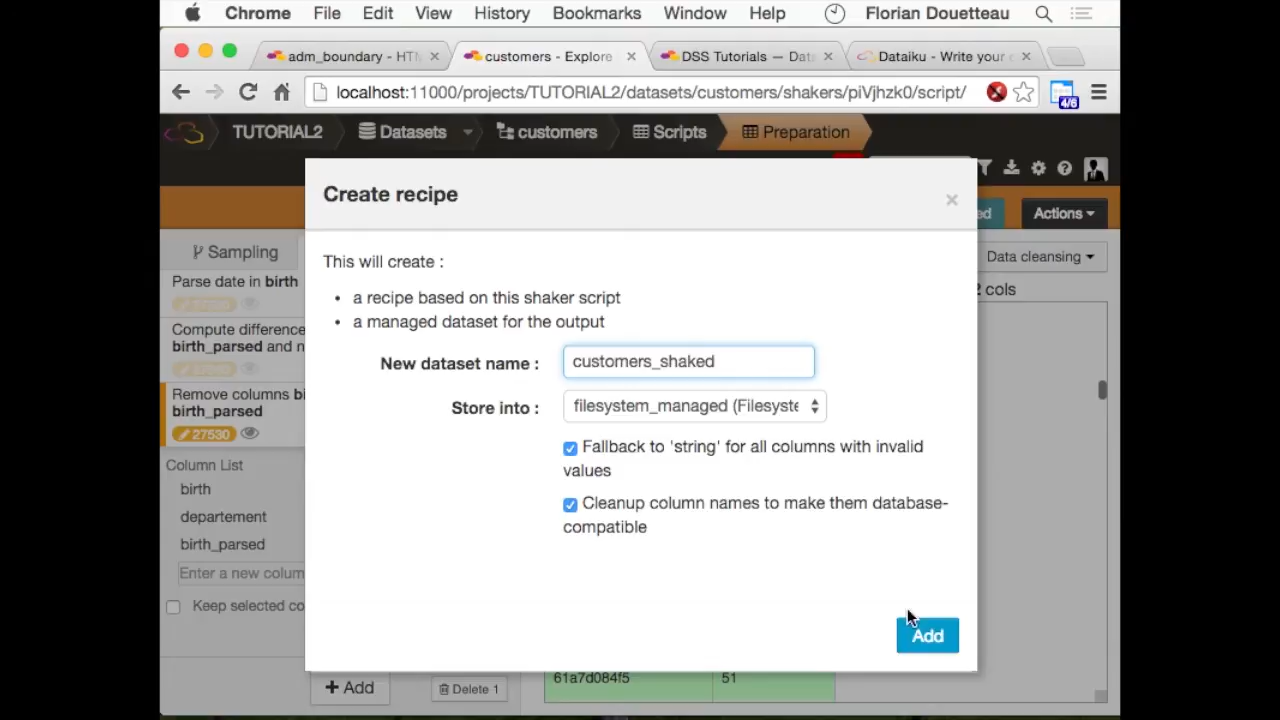 Chrome File Edit View History Bookmarks Window Help Florian Douetteau
adm_boundary - HTM customers - Explore DSS Tutorials — Data Dataiku - Write your
localhost:11000/projects/TUTORIAL2/datasets/customers/shakers/piVjhzk0/script/
4/6
TUTORIAL2 Datasets customers Scripts Preparation
Create recipe
ed Actions
Sampling
Data cleansing
Parse date in birth
2 cols
This will create :
• a recipe based on this shaker script
• a managed dataset for the output
Compute difference
birth_parsed and n
New dataset name : customers_shaked
Remove columns bi
birth_parsed
27530
Store into : filesystem_managed (Filesyste
Fallback to 'string' for all columns with invalid
values
Cleanup column names to make them database-
compatible
Column List
birth
departement
birth_parsed
Enter a new colum
Keep selected co
Add
+ Add Delete 1
61a7d084f5 51